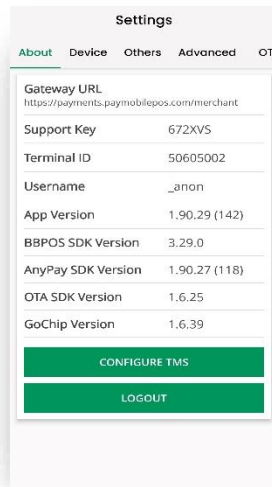 Settings
About Device Others Advanced OT
Gateway URL
https://payments.paymobilepos.com/merchant
Support Key 672XVS
Terminal ID 50605002
Username _anon
App Version 1.90.29 (142)
BBPOS SDK Version 3.29.0
AnyPay SDK Version 1.90.27 (118)
OTA SDK Version 1.6.25
GoChip Version 1.6.39
CONFIGURE TMS
LOGOUT